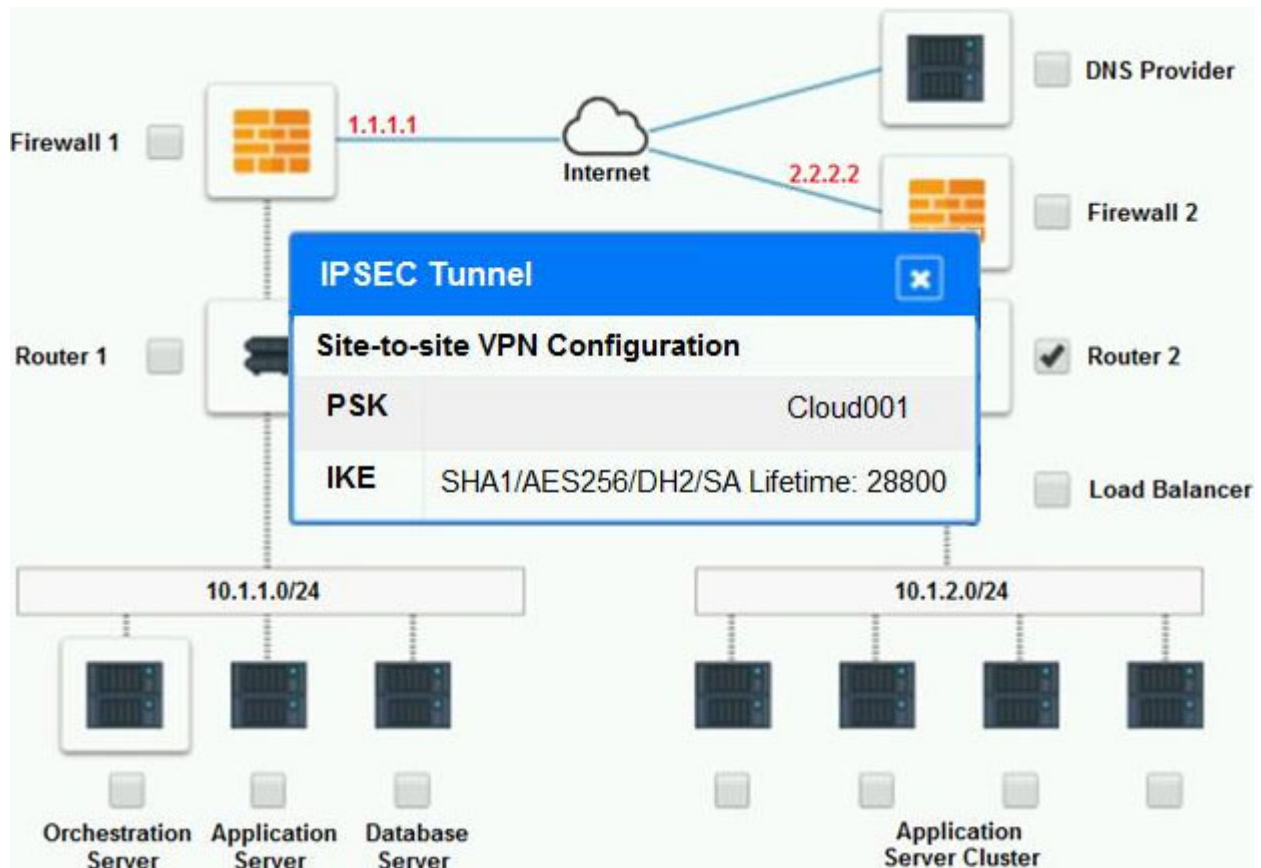 DNS Provider
Firewall 1
1.1.1.1
Internet
2.2.2.2
Firewall 2
IPSEC Tunnel
Site-to-site VPN Configuration
Router 1
Router 2
PSK Cloud001
IKE SHA1/AES256/DH2/SA Lifetime: 28800
Load Balancer
10.1.1.0/24
10.1.2.0/24
Orchestration Server
Application Server
Database Server
Application
Server Cluster